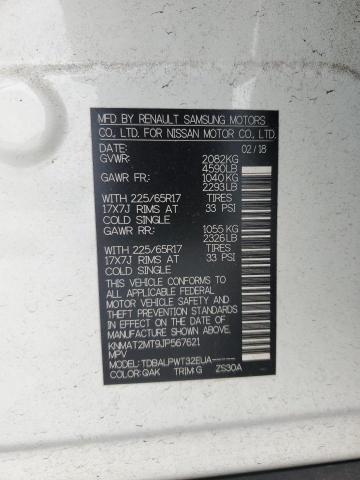 MFD BY RENAULT SAMSUNG MOTORS
CO., LTD. FOR NISSAN MOTOR CO., LTD.
DATE: 02/18
GVWR: 2082KG
4590LB
GAWR FR: 1040KG
2293LB
WITH 225/65R17 TIRES
17X7J RIMS AT 33 PSI
COLD SINGLE
GAWR RR: 1055KG
2326LB
WITH 225/65R17 TIRES
17X7J RIMS AT 33 PSI
COLD SINGLE
THIS VEHICLE CONFORMS TO
ALL APPLICABLE FEDERAL
MOTOR VEHICLE SAFETY AND
THEFT PREVENTION STANDARDS
IN EFFECT ON THE DATE OF
MANUFACTURE SHOWN ABOVE.
KNMAT2MT9JP567621
MPV
MODEL: TDBALPWT32EUA-----
COLOR: QAK TRIM: G ZS30A